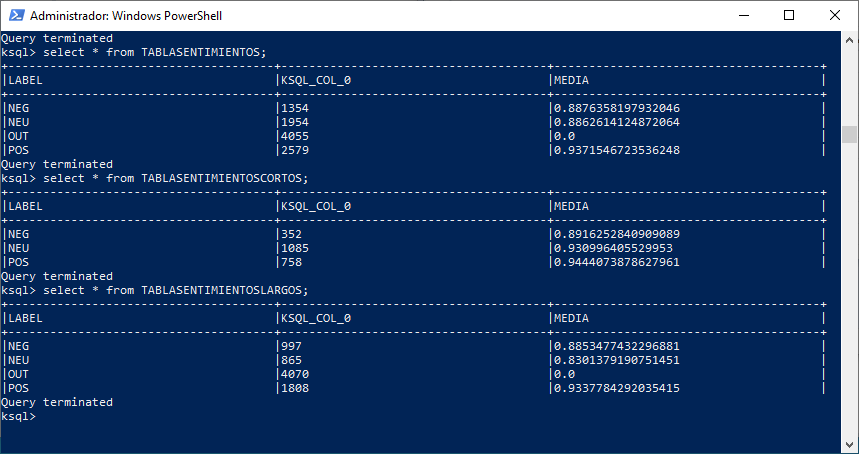 Administrador: Windows PowerShell
Query terminated
ksql> select * from TABLASENTIMIENTOS;
+--------------------------------------+--------------------------------------+--------------------------------------+
|LABEL                                 |KSQL_COL_0                            |MEDIA                                 |
+--------------------------------------+--------------------------------------+--------------------------------------+
|NEG                                   |1354                                  |0.8876358197932046                    |
|NEU                                   |1954                                  |0.8862614124872064                    |
|OUT                                   |4055                                  |0.0                                   |
|POS                                   |2579                                  |0.9371546723536248                    |
Query terminated
ksql> select * from TABLASENTIMIENTOSCORTOS;
+--------------------------------------+--------------------------------------+--------------------------------------+
|LABEL                                 |KSQL_COL_0                            |MEDIA                                 |
+--------------------------------------+--------------------------------------+--------------------------------------+
|NEG                                   |352                                   |0.8916252840909089                    |
|NEU                                   |1085                                  |0.930996405529953                     |
|POS                                   |758                                   |0.9444073878627961                    |
Query terminated
ksql> select * from TABLASENTIMIENTOSLARGOS;
+--------------------------------------+--------------------------------------+--------------------------------------+
|LABEL                                 |KSQL_COL_0                            |MEDIA                                 |
+--------------------------------------+--------------------------------------+--------------------------------------+
|NEG                                   |997                                   |0.8853477432296881                    |
|NEU                                   |865                                   |0.8301379190751451                    |
|OUT                                   |4070                                  |0.0                                   |
|POS                                   |1808                                  |0.9337784292035415                    |
Query terminated
ksql>